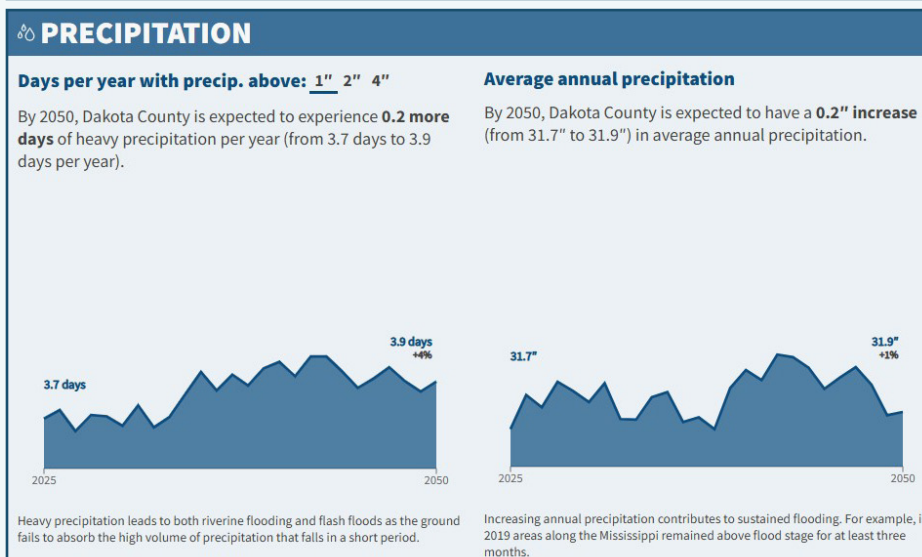 PRECIPITATION
Days per year with precip. above: 1″ 2″ 4″
By 2050, Dakota County is expected to experience 0.2 more
days of heavy precipitation per year (from 3.7 days to 3.9
days per year).
3.7 days
3.9 days
+4%
2025
2050
Heavy precipitation leads to both riverine flooding and flash floods as the ground
fails to absorb the high volume of precipitation that falls in a short period.
Average annual precipitation
By 2050, Dakota County is expected to have a 0.2″ increase
(from 31.7″ to 31.9″) in average annual precipitation.
31.7″
31.9″
+1%
2025
2050
Increasing annual precipitation contributes to sustained flooding. For example,
2019 areas along the Mississippi remained above flood stage for at least three
months.